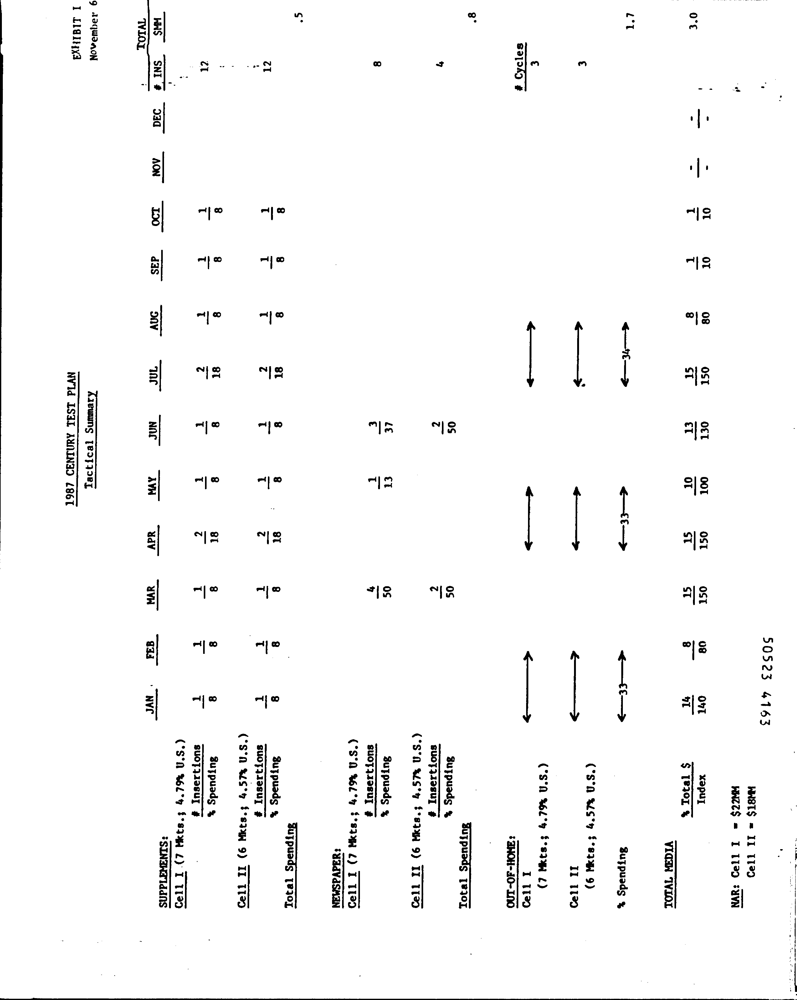 EXHIBIT I
November 6
1987 CENTURY TEST PLAN
Tactical Summary
TOTAL
JAN FEB MAR APR MAY JUN JUL AUG SEP OCT NOV DEC # INS $MM
SUPPLEMENTS:
Cell I (7 Mkts.; 4.79% U.S.)
# Insertions 1 1 1 2 1 1 2 1 1 1 12
% Spending 8 8 8 18 8 8 18 8 8 8
Cell II (6 Mkts.; 4.57% U.S.)
# Insertions 1 1 1 2 1 1 2 1 1 1 12
% Spending 8 8 8 18 8 8 18 8 8 8
Total Spending .5
NEWSPAPER:
Cell I (7 Mkts.; 4.79% U.S.)
# Insertions 4 1 3 8
% Spending 50 13 37
Cell II (6 Mkts.; 4.57% U.S.)
# Insertions 2 2 4
% Spending 50 50
Total Spending .8
OUT-OF-HOME: # Cycles
Cell I 3
(7 Mkts.; 4.79% U.S.)
Cell II 3
(6 Mkts.; 4.57% U.S.)
% Spending 33 33 34 1.7
TOTAL MEDIA
% Total $ 14 8 15 15 10 13 15 8 1 1 - - 3.0
Index 140 80 150 150 100 130 150 80 10 10 - -
NAR: Cell I = $22MM
Cell II = $18MM
50523 4163